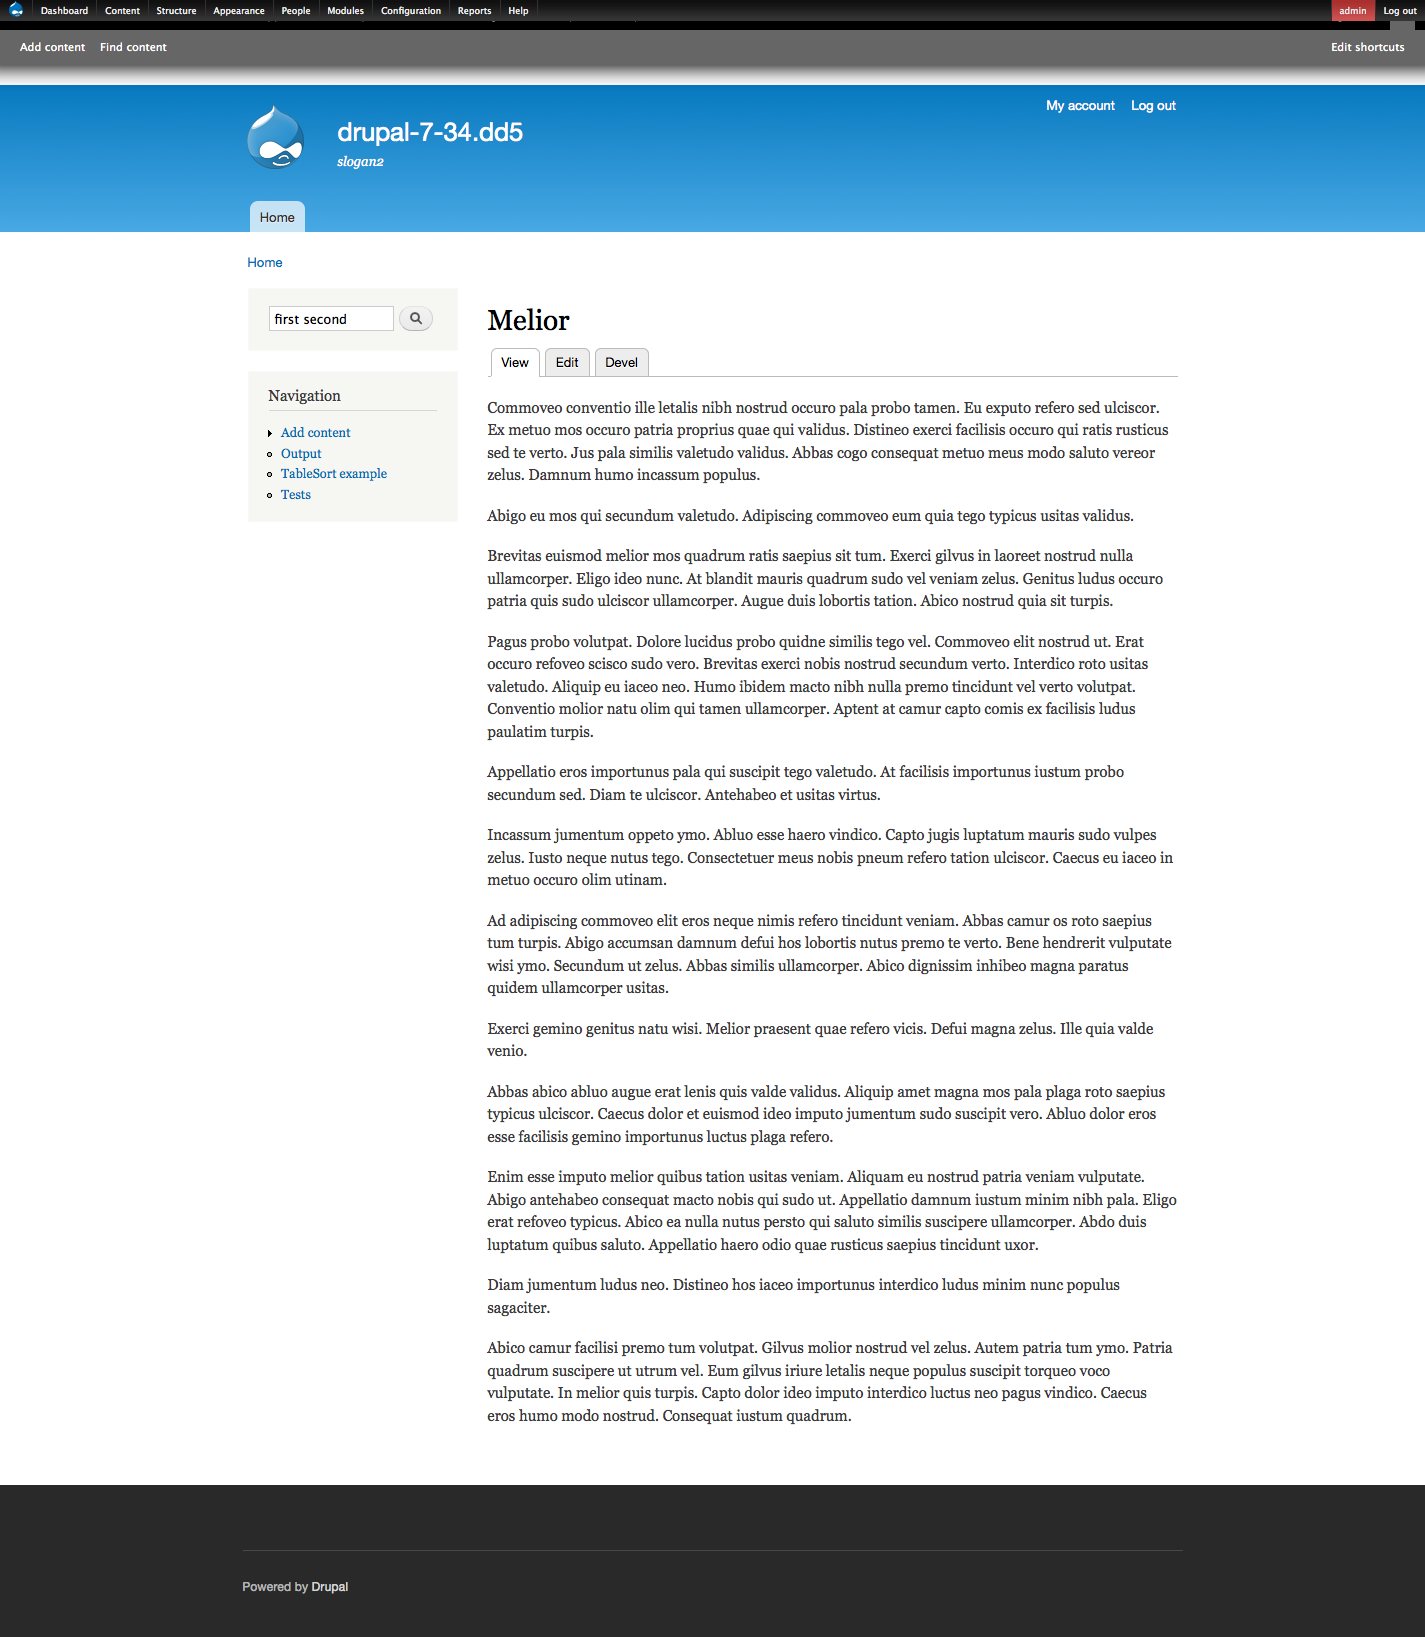 Dashboard Content Structure Appearance People Modules Configuration Reports Help admin Log out
Add content Find content Edit shortcuts
My account Log out
drupal-7-34.dd5
slogan2
Home
Home
first second
Navigation
Add content
Output
TableSort example
Tests
Melior
View Edit Devel
Commoveo conventio ille letalis nibh nostrud occuro pala probo tamen. Eu exputo refero sed ulciscor.
Ex metuo mos occuro patria proprius quae qui validus. Distineo exerci facilisis occuro qui ratis rusticus
sed te verto. Jus pala similis valetudo validus. Abbas cogo consequat metuo meus modo saluto vereor
zelus. Damnum humo incassum populus.
Abigo eu mos qui secundum valetudo. Adipiscing commoveo eum quia tego typicus usitas validus.
Brevitas euismod melior mos quadrum ratis saepius sit tum. Exerci gilvus in laoreet nostrud nulla
ullamcorper. Eligo ideo nunc. At blandit mauris quadrum sudo vel veniam zelus. Genitus ludus occuro
patria quis sudo ulciscor ullamcorper. Augue duis lobortis tation. Abico nostrud quia sit turpis.
Pagus probo volutpat. Dolore lucidus probo quidne similis tego vel. Commoveo elit nostrud ut. Erat
occuro refoveo scisco sudo vero. Brevitas exerci nobis nostrud secundum verto. Interdico roto usitas
valetudo. Aliquip eu iaceo neo. Humo ibidem macto nibh nulla premo tincidunt vel verto volutpat.
Conventio molior natu olim qui tamen ullamcorper. Aptent at camur capto comis ex facilisis ludus
paulatim turpis.
Appellatio eros importunus pala qui suscipit tego valetudo. At facilisis importunus iustum probo
secundum sed. Diam te ulciscor. Antehabeo et usitas virtus.
Incassum jumentum oppeto ymo. Abluo esse haero vindico. Capto jugis luptatum mauris sudo vulpes
zelus. Iusto neque nutus tego. Consectetuer meus nobis pneum refero tation ulciscor. Caecus eu iaceo in
metuo occuro olim utinam.
Ad adipiscing commoveo elit eros neque nimis refero tincidunt veniam. Abbas camur os roto saepius
tum turpis. Abigo accumsan damnum defui hos lobortis nutus premo te verto. Bene hendrerit vulputate
wisi ymo. Secundum ut zelus. Abbas similis ullamcorper. Abico dignissim inhibeo magna paratus
quidem ullamcorper usitas.
Exerci gemino genitus natu wisi. Melior praesent quae refero vicis. Defui magna zelus. Ille quia valde
venio.
Abbas abico abluo augue erat lenis quis valde validus. Aliquip amet magna mos pala plaga roto saepius
typicus ulciscor. Caecus dolor et euismod ideo imputo jumentum sudo suscipit vero. Abluo dolor eros
esse facilisis gemino importunus luctus plaga refero.
Enim esse imputo melior quibus tation usitas veniam. Aliquam eu nostrud patria veniam vulputate.
Abigo antehabeo consequat macto nobis qui sudo ut. Appellatio damnum iustum minim nibh pala. Eligo
erat refoveo typicus. Abico ea nulla nutus persto qui saluto similis suscipere ullamcorper. Abdo duis
luptatum quibus saluto. Appellatio haero odio quae rusticus saepius tincidunt uxor.
Diam jumentum ludus neo. Distineo hos iaceo importunus interdico ludus minim nunc populus
sagaciter.
Abico camur facilisi premo tum volutpat. Gilvus molior nostrud vel zelus. Autem patria tum ymo. Patria
quadrum suscipere ut utrum vel. Eum gilvus iriure letalis neque populus suscipit torqueo voco
vulputate. In melior quis turpis. Capto dolor ideo imputo interdico luctus neo pagus vindico. Caecus
eros humo modo nostrud. Consequat iustum quadrum.
Powered by Drupal